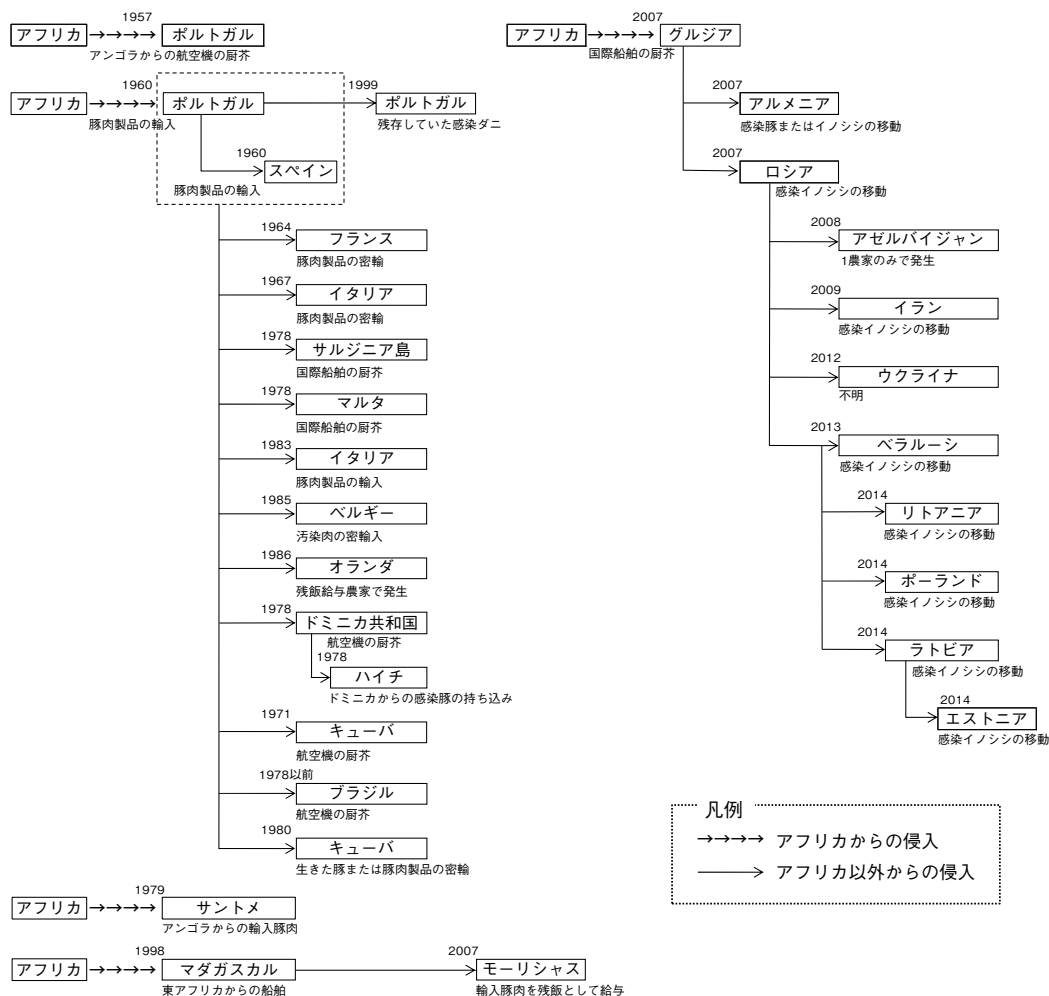 1957
アフリカ
ポルトガル
アンゴラからの航空機の厨芥
1960
アフリカ
ポルトガル
豚肉製品の輸入
1999
ポルトガル
残存していた感染ダニ
1960
スペイン
豚肉製品の輸入
1964
フランス
豚肉製品の密輸
1967
イタリア
豚肉製品の密輸
1978
サルジニア島
国際船舶の厨芥
1978
マルタ
国際船舶の厨芥
1983
イタリア
豚肉製品の輸入
1985
ベルギー
汚染肉の密輸入
1986
オランダ
残飯給与農家で発生
1978
ドミニカ共和国
航空機の厨芥
1978
ハイチ
ドミニカからの感染豚の持ち込み
1971
キューバ
航空機の厨芥
1978以前
ブラジル
航空機の厨芥
1980
キューバ
生きた豚または豚肉製品の密輸
1979
アフリカ
サントメ
アンゴラからの輸入豚肉
1998
アフリカ
マダガスカル
東アフリカからの船舶
2007
モーリシャス
輸入豚肉を残飯として給与
2007
アフリカ
グルジア
国際船舶の厨芥
2007
アルメニア
感染豚またはイノシシの移動
2007
ロシア
感染イノシシの移動
2008
アゼルバイジャン
1農家のみで発生
2009
イラン
感染イノシシの移動
2012
ウクライナ
不明
2013
ベラルーシ
感染イノシシの移動
2014
リトアニア
感染イノシシの移動
2014
ポーランド
感染イノシシの移動
2014
ラトビア
感染イノシシの移動
2014
エストニア
感染イノシシの移動
凡例
アフリカからの侵入
アフリカ以外からの侵入